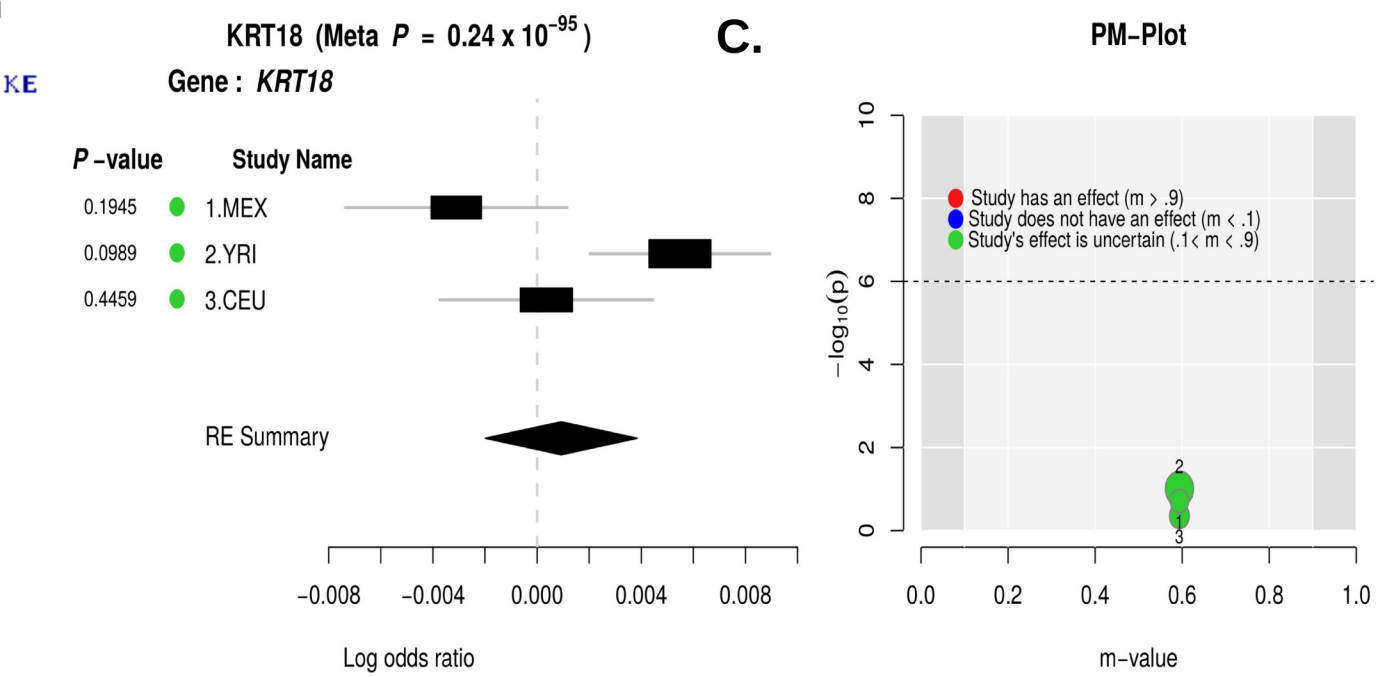 KRT18 (Meta P = 0.24 x 10−95 )
KE
Gene : KRT18
P −value Study Name
0.1945 1.MEX
0.0989 2.YRI
0.4459 3.CEU
RE Summary
−0.008 −0.004 0.000 0.004 0.008
Log odds ratio
C.
PM−Plot
10
8
6
4
2
0
−log10(p)
Study has an effect (m > .9)
Study does not have an effect (m < .1)
Study's effect is uncertain (.1< m < .9)
2
1
3
0.0 0.2 0.4 0.6 0.8 1.0
m−value